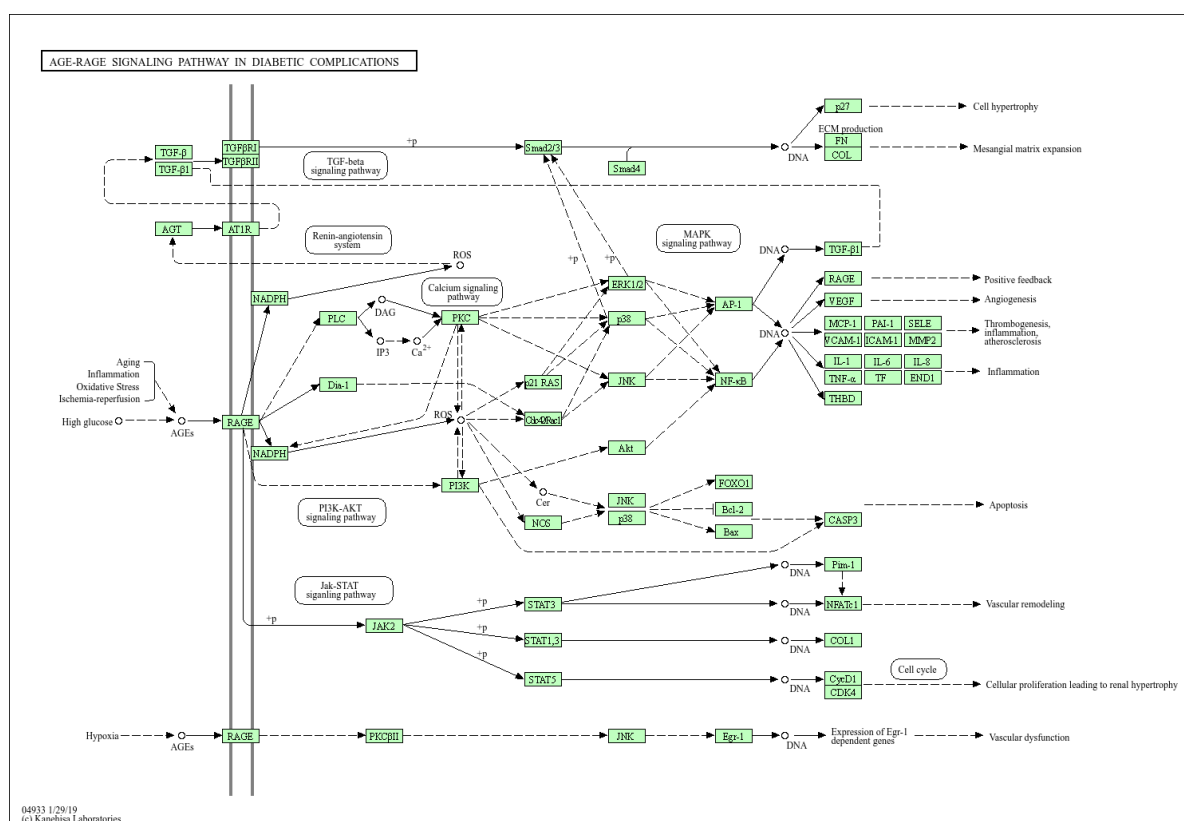 AGE-RAGE SIGNALING PATHWAY IN DIABETIC COMPLICATIONS
p27
Cell hypertrophy
ECM production
TGF-β
TGF-β1
TGFβRI
TGFβRII
+p
TGF-beta
signaling pathway
Smad2/3
Smad4
DNA
FN
COL
Mesangial matrix expansion
AGT
AT1R
Renin-angiotensin
system
ROS
MAPK
signaling pathway
+p
+p
DNA
TGF-β1
NADPH
Calcium signaling
pathway
ERK1/2
RAGE
Positive feedback
DAG
PLC
PKC
p38
AP-1
VEGF
Angiogenesis
IP3
Ca2+
DNA
MCP-1
PAI-1
SELE
VCAM-1
ICAM-1
MMP2
Thrombogenesis,
inflammation,
atherosclerosis
Aging
Inflammation
Oxidative Stress
Ischemia-reperfusion
Dia-1
p21 RAS
JNK
NF-κB
IL-1
IL-6
IL-8
TNF-α
TF
END1
Inflammation
THBD
High glucose
AGEs
RAGE
ROS
NADPH
Akt
PI3K
PI3K-AKT
signaling pathway
Cer
NOS
JNK
p38
FOXO1
Bcl-2
Bax
CASP3
Apoptosis
Jak-STAT
siganling pathway
DNA
Pim-1
+p
STAT3
DNA
NFATc1
Vascular remodeling
+p
JAK2
+p
STAT1,3
DNA
COL1
+p
STAT5
DNA
CycD1
CDK4
Cell cycle
Cellular proliferation leading to renal hypertrophy
Hypoxia
AGEs
RAGE
PKCβII
JNK
Egr-1
DNA
Expression of Egr-1
dependent genes
Vascular dysfunction
04933 1/29/19
(c) Kanehisa Laboratories